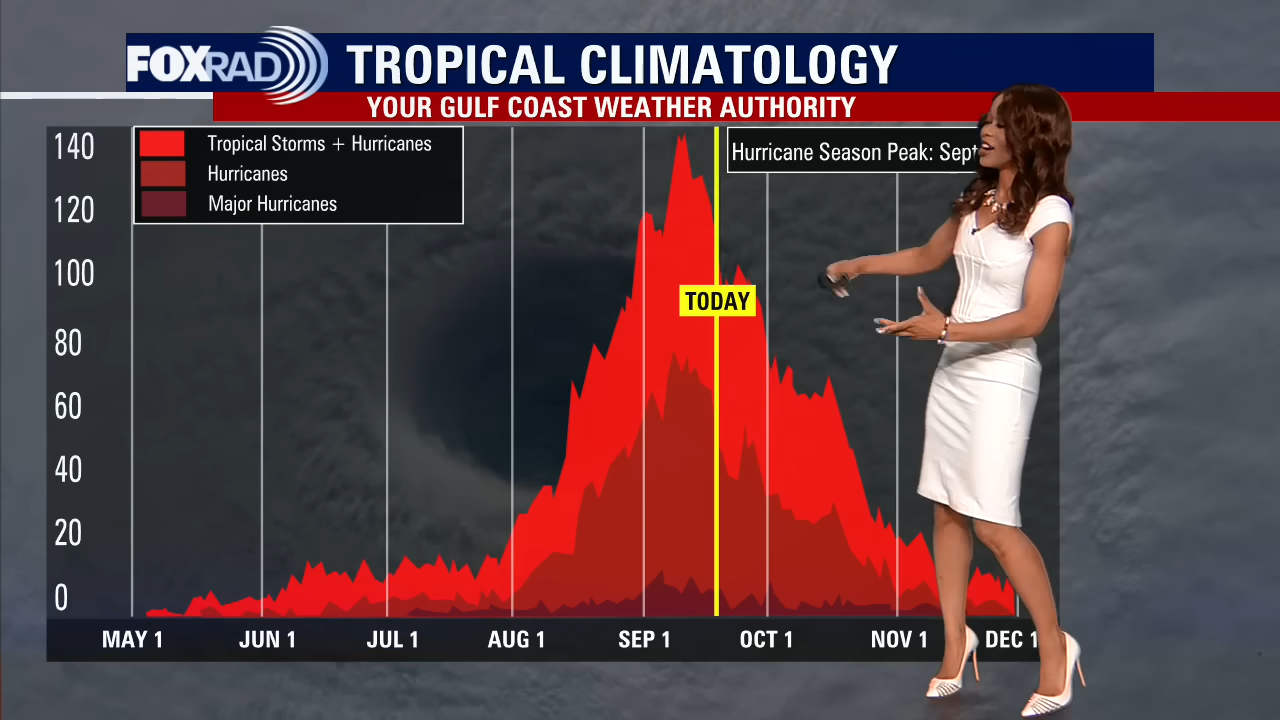 FOXRAD
TROPICAL CLIMATOLOGY
YOUR GULF COAST WEATHER AUTHORITY
140
120
100
80
60
40
20
0
Tropical Storms + Hurricanes
Hurricanes
Major Hurricanes
Hurricane Season Peak: Sept
TODAY
MAY 1
JUN 1
JUL 1
AUG 1
SEP 1
OCT 1
NOV 1
DEC 1